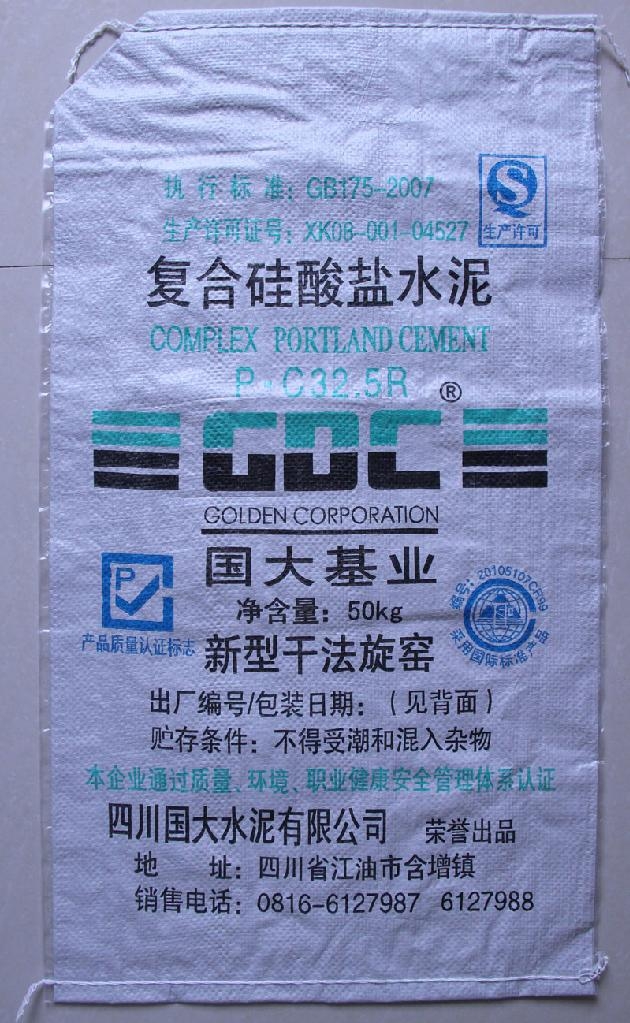 执行标准：GB175-2007
生产许可证号：XK08-001-04527
生产许可
复合硅酸盐水泥
COMPLEX PORTLAND CEMENT
P·C32.5R
GDC®
GOLDEN CORPORATION
国大基业
净含量：50kg
产品质量认证标志
编号：20105107CR99
采用国际标准产品
新型干法旋窑
出厂编号/包装日期：（见背面）
贮存条件：不得受潮和混入杂物
本企业通过质量、环境、职业健康安全管理体系认证
四川国大水泥有限公司 荣誉出品
地 址：四川省江油市含增镇
销售电话：0816-6127987 6127988